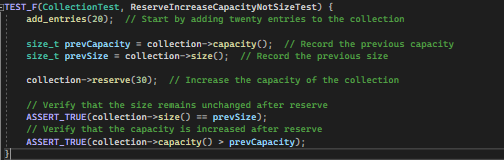 TEST_F(CollectionTest, ReserveIncreaseCapacityNotSizeTest) {
add_entries(20);  // Start by adding twenty entries to the collection
size_t prevCapacity = collection->capacity();  // Record the previous capacity
size_t prevSize = collection->size();  // Record the previous size
collection->reserve(30);  // Increase the capacity of the collection
// Verify that the size remains unchanged after reserve
ASSERT_TRUE(collection->size() == prevSize);
// Verify that the capacity is increased after reserve
ASSERT_TRUE(collection->capacity() > prevCapacity);
}